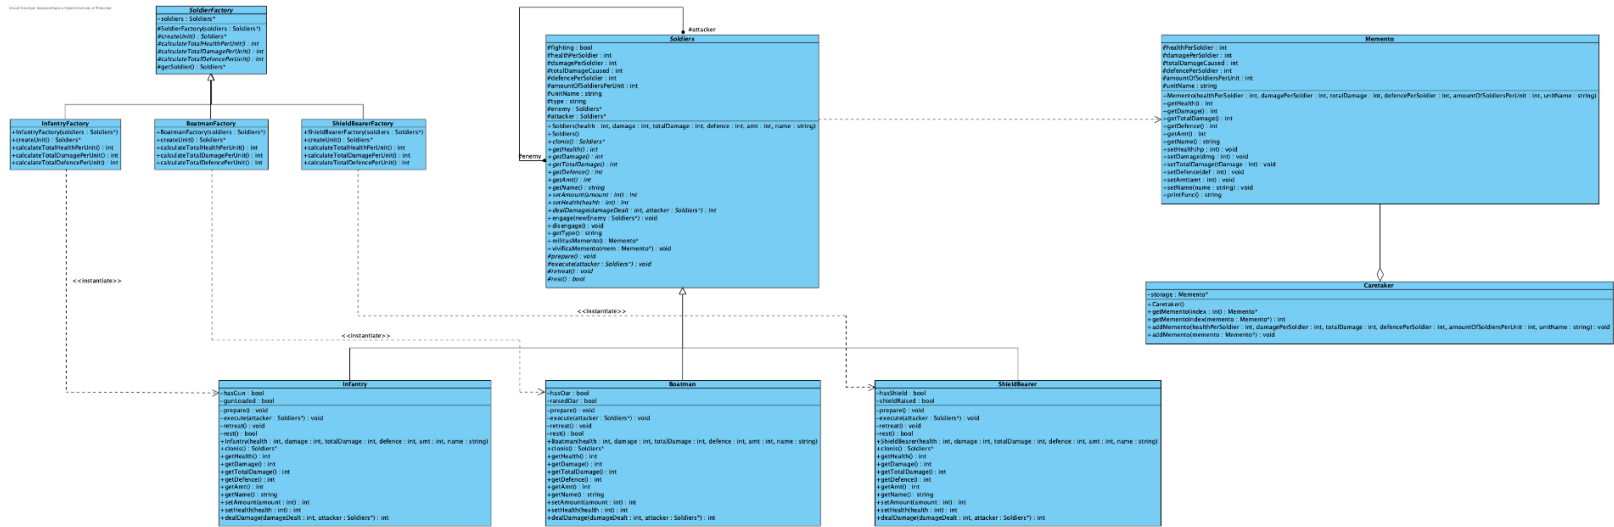 SoldierFactory
-soldiers : Soldiers*
#SoldierFactory(soldiers : Soldiers*)
#createUnit() : Soldiers*
#calculateTotalHealthPerUnit() : int
#calculateTotalDamagePerUnit() : int
#calculateTotalDefencePerUnit() : int
#getSoldier() : Soldiers*
InfantryFactory
+InfantryFactory(soldiers : Soldiers*)
+createUnit() : Soldiers*
+calculateTotalHealthPerUnit() : int
+calculateTotalDamagePerUnit() : int
+calculateTotalDefencePerUnit() : int
BoatmanFactory
+BoatmanFactory(soldiers : Soldiers*)
+createUnit() : Soldiers*
+calculateTotalHealthPerUnit() : int
+calculateTotalDamagePerUnit() : int
+calculateTotalDefencePerUnit() : int
ShieldBearerFactory
+ShieldBearerFactory(soldiers : Soldiers*)
+createUnit() : Soldiers*
+calculateTotalHealthPerUnit() : int
+calculateTotalDamagePerUnit() : int
+calculateTotalDefencePerUnit() : int
#attacker
#enemy
Soldiers
#fighting : bool
#healthPerSoldier : int
#damagePerSoldier : int
#totalDamageCaused : int
#defencePerSoldier : int
#amountOfSoldiersPerUnit : int
#unitName : string
#type : string
#enemy : Soldiers*
#attacker : Soldiers*
+Soldiers(health : int, damage : int, totalDamage : int, defence : int, amt : int, name : string)
+Soldiers()
+clonis() : Soldiers*
+getHealth() : int
+getDamage() : int
+getTotalDamage() : int
+getDefence() : int
+getAmt() : int
+getName() : string
+setAmount(amount : int) : int
+setHealth(health : int) : int
+dealDamage(damageDealt : int, attacker : Soldiers*) : int
+engage(newEnemy : Soldiers*) : void
+disengage() : void
+getType() : string
+militusMemento() : Memento*
+vivificaMemento(mem : Memento*) : void
#prepare() : void
#execute(attacker : Soldiers*) : void
#retreat() : void
#rest() : bool
Memento
#healthPerSoldier : int
#damagePerSoldier : int
#totalDamageCaused : int
#defencePerSoldier : int
#amountOfSoldiersPerUnit : int
#unitName : string
+Memento(healthPerSoldier : int, damagePerSoldier : int, totalDamage : int, defencePerSoldier : int, amountOfSoldiersPerUnit : int, unitName : string)
+getHealth() : int
+getDamage() : int
+getTotalDamage() : int
+getDefence() : int
+getAmt() : int
+getName() : string
+setHealth(hp : int) : void
+setDamage(dmg : int) : void
+setTotalDamage(tDamage : int) : void
+setDefence(def : int) : void
+setAmt(amt : int) : void
+setName(name : string) : void
+printFunc() : string
Caretaker
-storage : Memento*
+Caretaker()
+getMemento(index : int) : Memento*
+getMementoIndex(memento : Memento*) : int
+addMemento(healthPerSoldier : int, damagePerSoldier : int, totalDamage : int, defencePerSoldier : int, amountOfSoldiersPerUnit : int, unitName : string) : void
+addMemento(memento : Memento*) : void
<<Instantiate>>
<<Instantiate>>
<<Instantiate>>
Infantry
-hasGun : bool
-gunLoaded : bool
-prepare() : void
-execute(attacker : Soldiers*) : void
-retreat() : void
-rest() : bool
+Infantry(health : int, damage : int, totalDamage : int, defence : int, amt : int, name : string)
+clonis() : Soldiers*
+getHealth() : int
+getDamage() : int
+getTotalDamage() : int
+getDefence() : int
+getAmt() : int
+getName() : string
+setAmount(amount : int) : int
+setHealth(health : int) : int
+dealDamage(damageDealt : int, attacker : Soldiers*) : int
Boatman
-hasOar : bool
-raisedOar : bool
-prepare() : void
-execute(attacker : Soldiers*) : void
-retreat() : void
-rest() : bool
+Boatman(health : int, damage : int, totalDamage : int, defence : int, amt : int, name : string)
+clonis() : Soldiers*
+getHealth() : int
+getDamage() : int
+getTotalDamage() : int
+getDefence() : int
+getAmt() : int
+getName() : string
+setAmount(amount : int) : int
+setHealth(health : int) : int
+dealDamage(damageDealt : int, attacker : Soldiers*) : int
ShieldBearer
-hasShield : bool
-shieldRaised : bool
-prepare() : void
-execute(attacker : Soldiers*) : void
-retreat() : void
-rest() : bool
+ShieldBearer(health : int, damage : int, totalDamage : int, defence : int, amt : int, name : string)
+clonis() : Soldiers*
+getHealth() : int
+getDamage() : int
+getTotalDamage() : int
+getDefence() : int
+getAmt() : int
+getName() : string
+setAmount(amount : int) : int
+setHealth(health : int) : int
+dealDamage(damageDealt : int, attacker : Soldiers*) : int